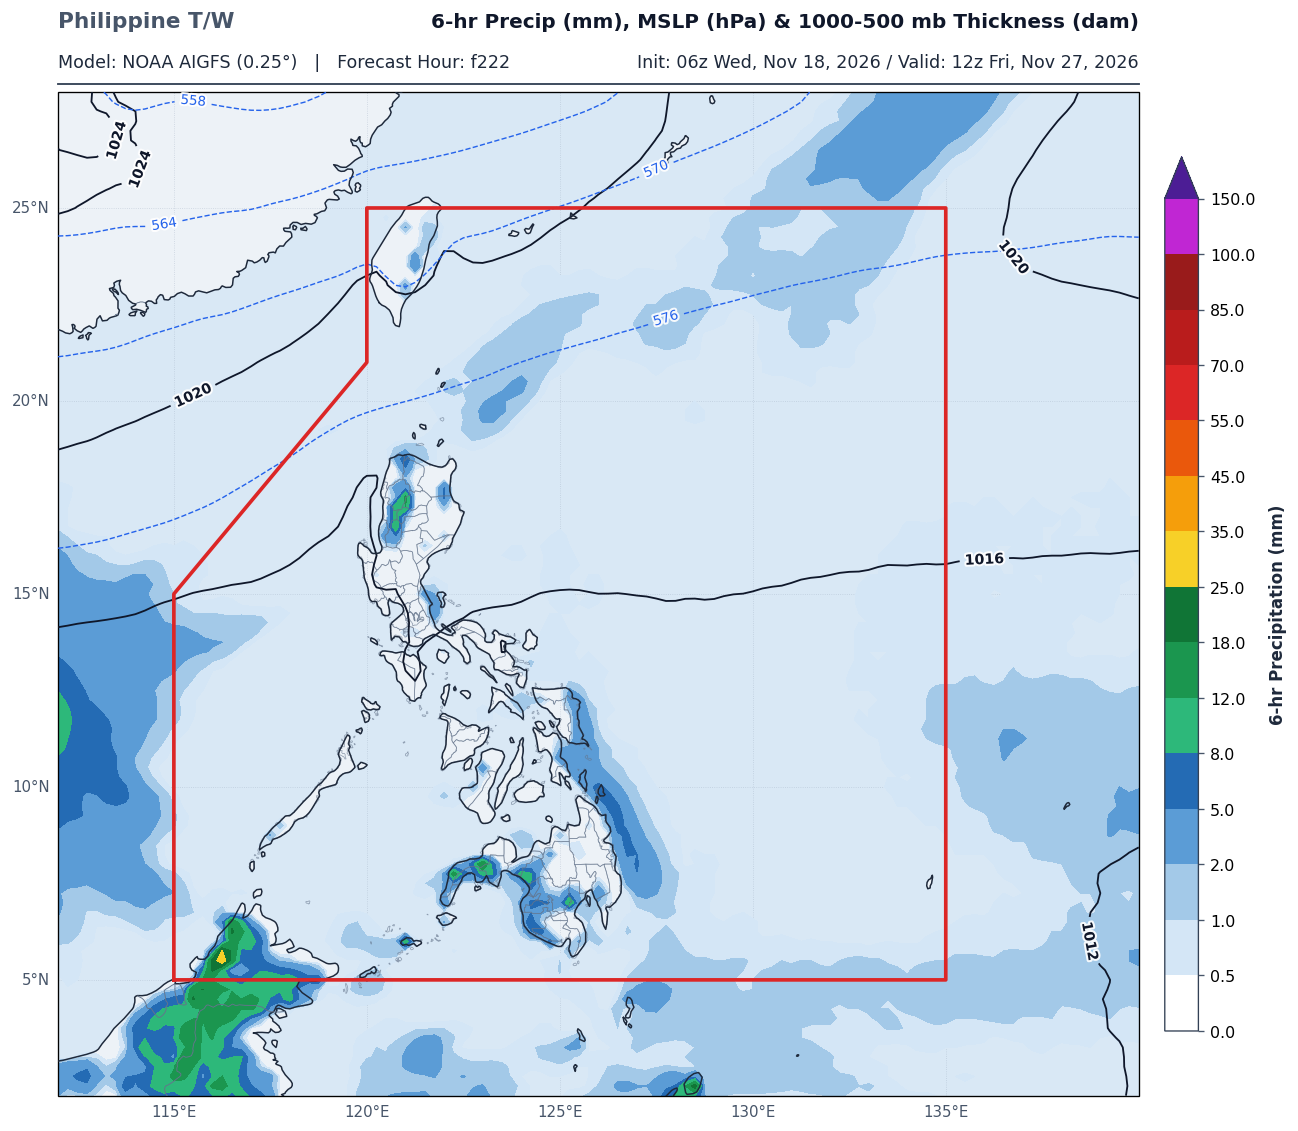 Philippine T/W
6-hr Precip (mm), MSLP (hPa) & 1000-500 mb Thickness (dam)
Model: NOAA AIGFS (0.25°) | Forecast Hour: f222
Init: 06z Wed, Nov 18, 2026 / Valid: 12z Fri, Nov 27, 2026
558
1024
1024
570
564
1020
576
1020
1016
1012
25°N
20°N
15°N
10°N
5°N
115°E
120°E
125°E
130°E
135°E
150.0
100.0
85.0
70.0
55.0
45.0
35.0
25.0
18.0
12.0
8.0
5.0
2.0
1.0
0.5
0.0
6-hr Precipitation (mm)